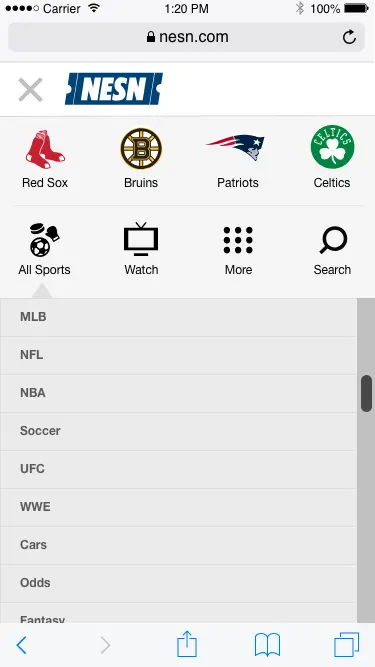 Carrier 1:20 PM 100%
nesn.com
NESN
Red Sox Bruins Patriots Celtics
CELTICS
B
All Sports Watch More Search
MLB
NFL
NBA
Soccer
UFC
WWE
Cars
Odds
Fantasy